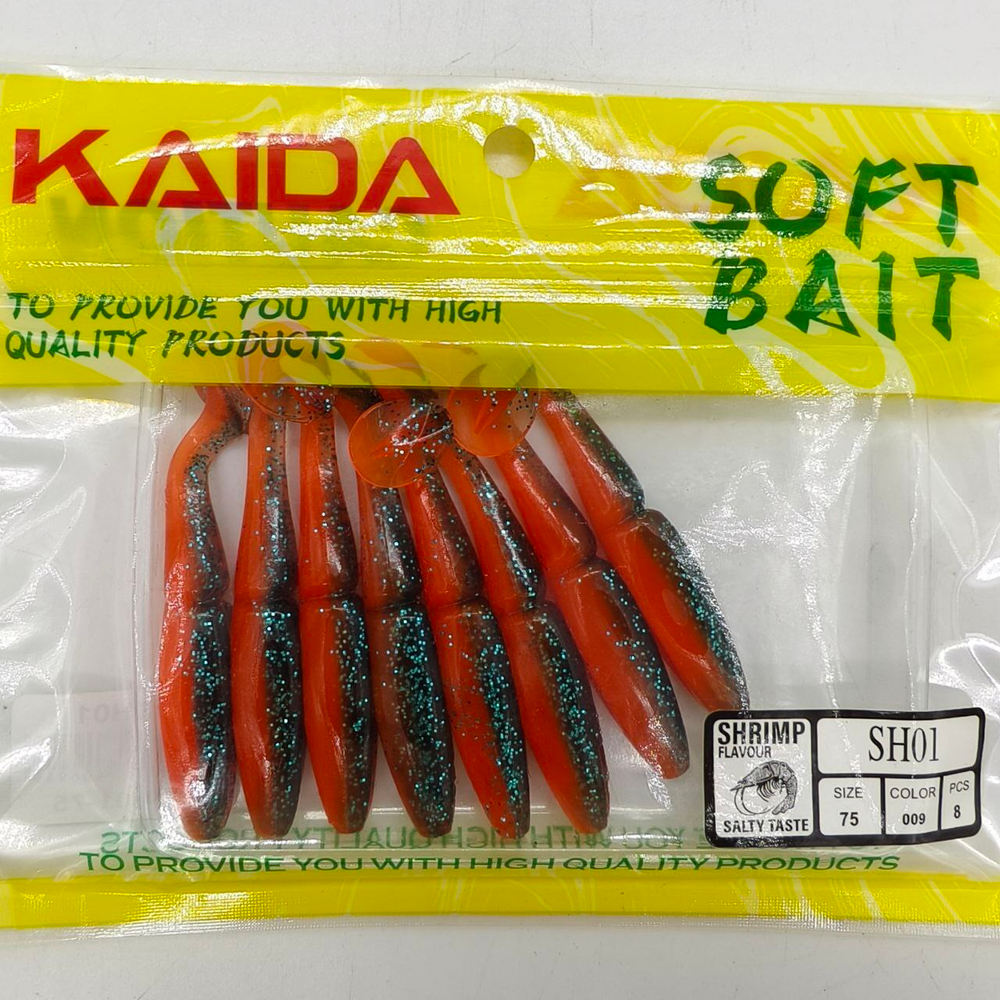 KAIDA
SOFT
BAIT
TO PROVIDE YOU WITH HIGH
QUALITY PRODUCTS
SHRIMP
FLAVOUR
SALTY TASTE
SH01
SIZE
75
COLOR
009
PCS
8
TO PROVIDE YOU WITH HIGH QUALITY PRODUCTS